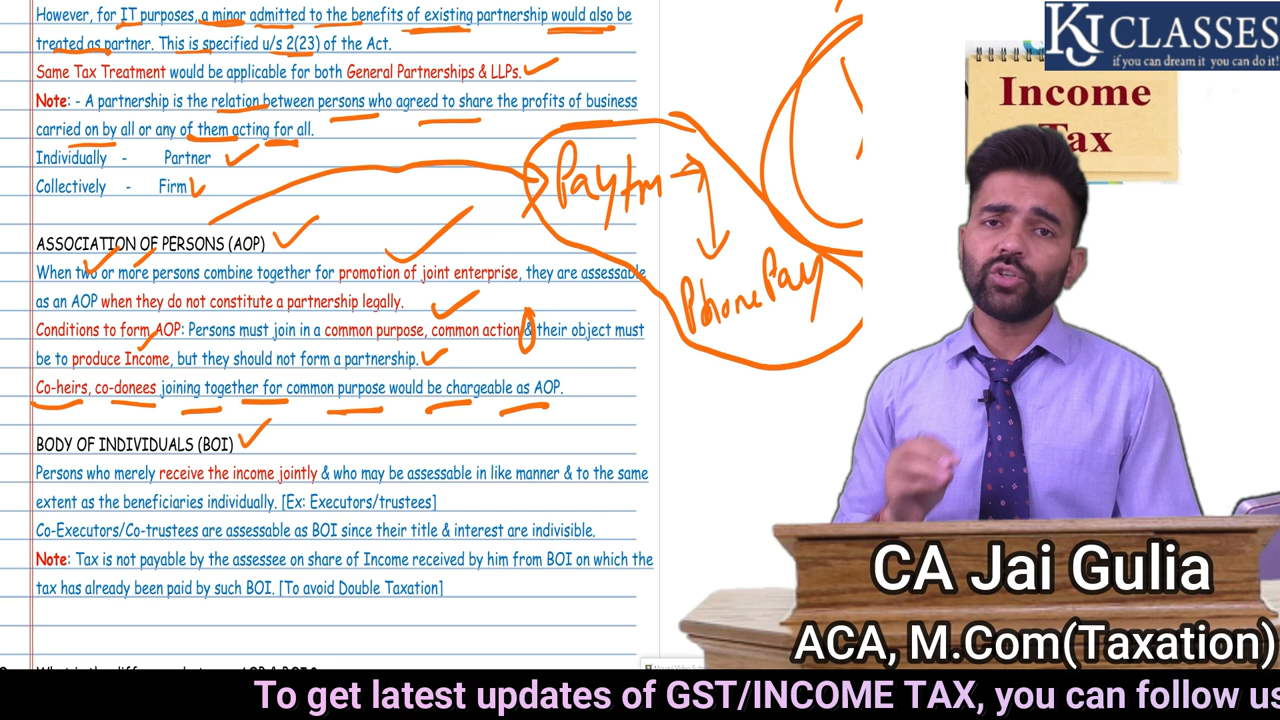 However, for IT purposes, a minor admitted to the benefits of existing partnership would also be
treated as partner. This is specified u/s 2(23) of the Act.
Same Tax Treatment would be applicable for both General Partnerships & LLPs.
Note: - A partnership is the relation between persons who agreed to share the profits of business
carried on by all or any of them acting for all.
Individually - Partner
Collectively - Firm
ASSOCIATION OF PERSONS (AOP)
When two or more persons combine together for promotion of joint enterprise, they are assessable
as an AOP when they do not constitute a partnership legally.
Conditions to form AOP: Persons must join in a common purpose, common action & their object must
be to produce Income, but they should not form a partnership.
Co-heirs, co-donees joining together for common purpose would be chargeable as AOP.
BODY OF INDIVIDUALS (BOI)
Persons who merely receive the income jointly & who may be assessable in like manner & to the same
extent as the beneficiaries individually. [Ex: Executors/trustees]
Co-Executors/Co-trustees are assessable as BOI since their title & interest are indivisible.
Note: Tax is not payable by the assessee on share of Income received by him from BOI on which the
tax has already been paid by such BOI. [To avoid Double Taxation]
Paytm
PhonePay
KJ CLASSES
if you can dream it you can do it!
Income
Tax
CA Jai Gulia
ACA, M.Com(Taxation)
To get latest updates of GST/INCOME TAX, you can follow us